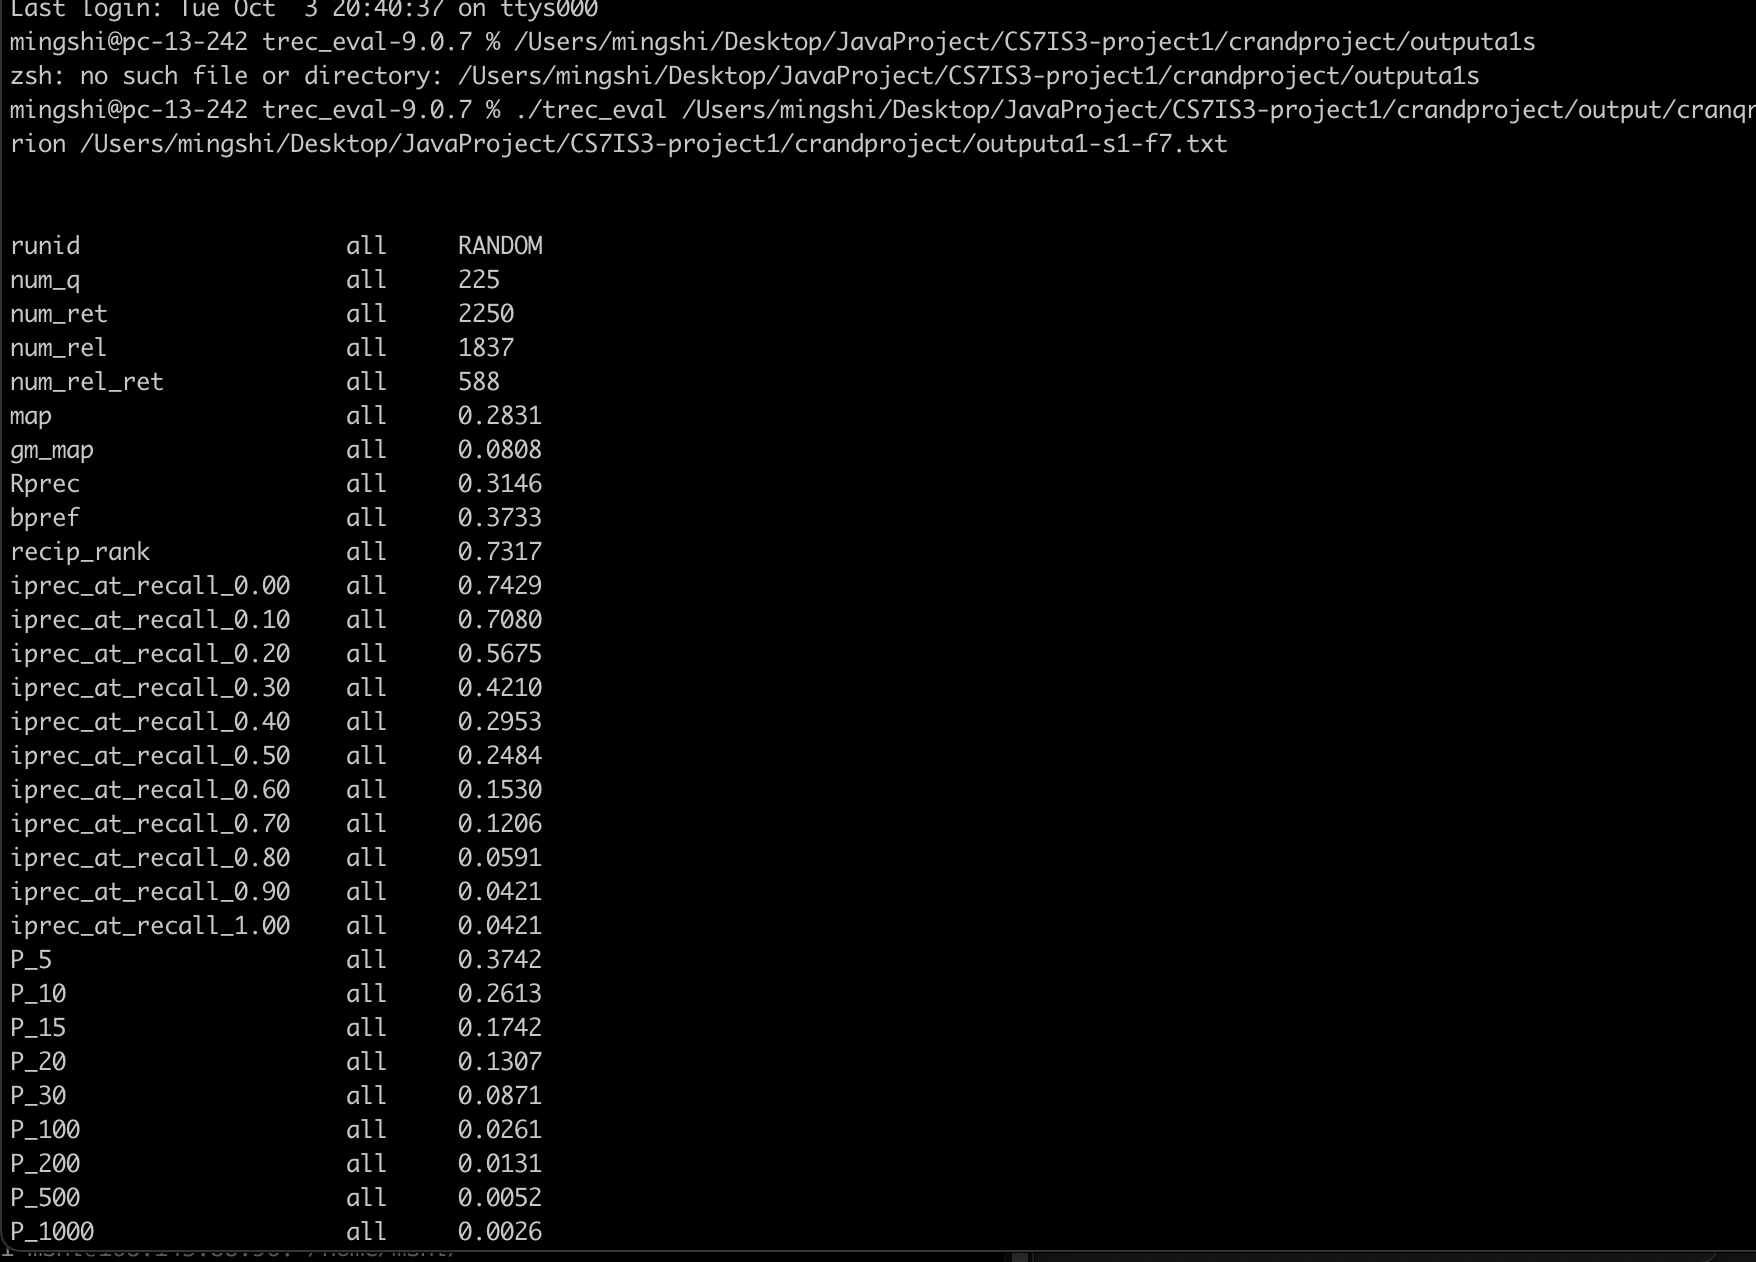 Last login: Tue Oct  3 20:40:37 on ttys000
mingshi@pc-13-242 trec_eval-9.0.7 % /Users/mingshi/Desktop/JavaProject/CS7IS3-project1/crandproject/outputa1s
zsh: no such file or directory: /Users/mingshi/Desktop/JavaProject/CS7IS3-project1/crandproject/outputa1s
mingshi@pc-13-242 trec_eval-9.0.7 % ./trec_eval /Users/mingshi/Desktop/JavaProject/CS7IS3-project1/crandproject/output/cranqr
rion /Users/mingshi/Desktop/JavaProject/CS7IS3-project1/crandproject/outputa1-s1-f7.txt
runid all RANDOM
num_q all 225
num_ret all 2250
num_rel all 1837
num_rel_ret all 588
map all 0.2831
gm_map all 0.0808
Rprec all 0.3146
bpref all 0.3733
recip_rank all 0.7317
iprec_at_recall_0.00 all 0.7429
iprec_at_recall_0.10 all 0.7080
iprec_at_recall_0.20 all 0.5675
iprec_at_recall_0.30 all 0.4210
iprec_at_recall_0.40 all 0.2953
iprec_at_recall_0.50 all 0.2484
iprec_at_recall_0.60 all 0.1530
iprec_at_recall_0.70 all 0.1206
iprec_at_recall_0.80 all 0.0591
iprec_at_recall_0.90 all 0.0421
iprec_at_recall_1.00 all 0.0421
P_5 all 0.3742
P_10 all 0.2613
P_15 all 0.1742
P_20 all 0.1307
P_30 all 0.0871
P_100 all 0.0261
P_200 all 0.0131
P_500 all 0.0052
P_1000 all 0.0026